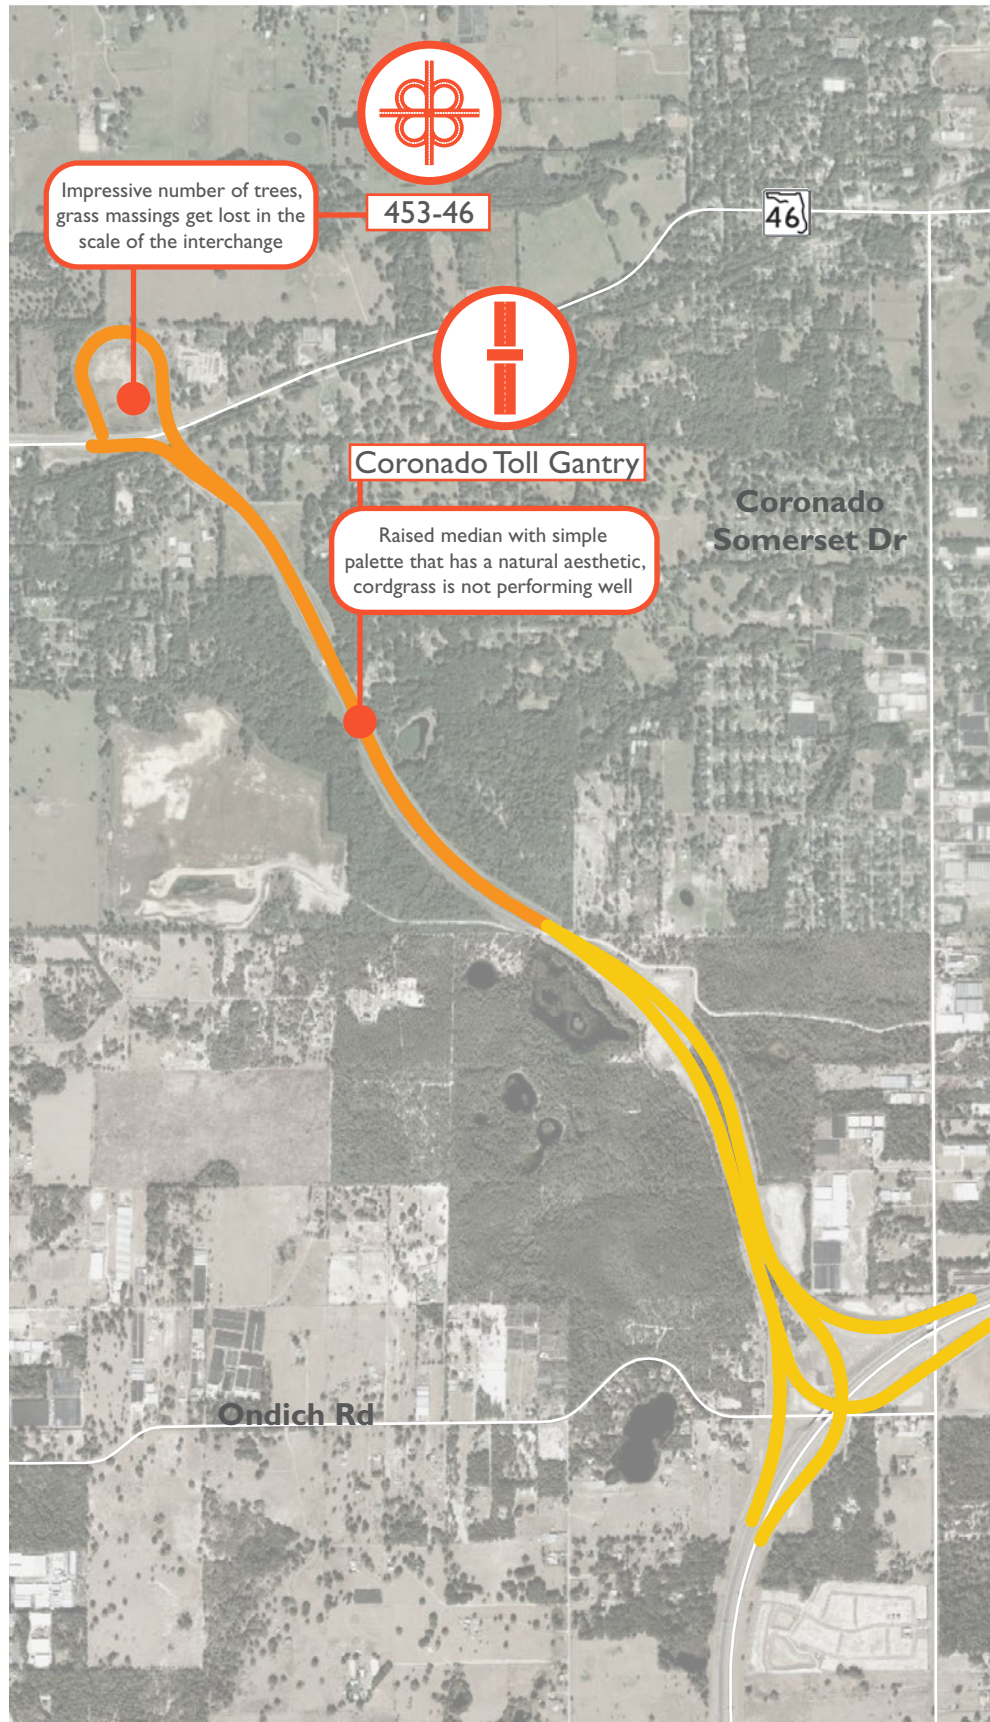 Impressive number of trees,
grass massings get lost in the
scale of the interchange
453-46
46
Coronado Toll Gantry
Raised median with simple
palette that has a natural aesthetic,
cordgrass is not performing well
Coronado
Somerset Dr
Ondich Rd